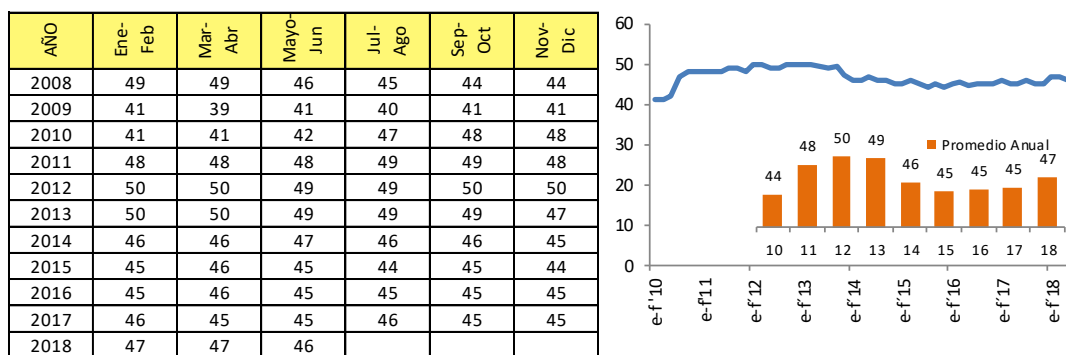 AÑO Ene-Feb Mar-Abr Mayo-Jun Jul-Ago Sep-Oct Nov-Dic
2008 49 49 46 45 44 44
2009 41 39 41 40 41 41
2010 41 41 42 47 48 48
2011 48 48 48 49 49 48
2012 50 50 49 49 50 50
2013 50 50 49 49 49 47
2014 46 46 47 46 46 45
2015 45 46 45 44 45 44
2016 45 46 45 45 45 45
2017 46 45 45 46 45 45
2018 47 47 46
60
50
40
30
20
10
0
Promedio Anual
44 48 50 49 46 45 45 45 47
10 11 12 13 14 15 16 17 18
e-f '10 e-f'11 e-f´12 e-f´13 e-f´14 e-f´15 e-f´16 e-f´17 e-f´18